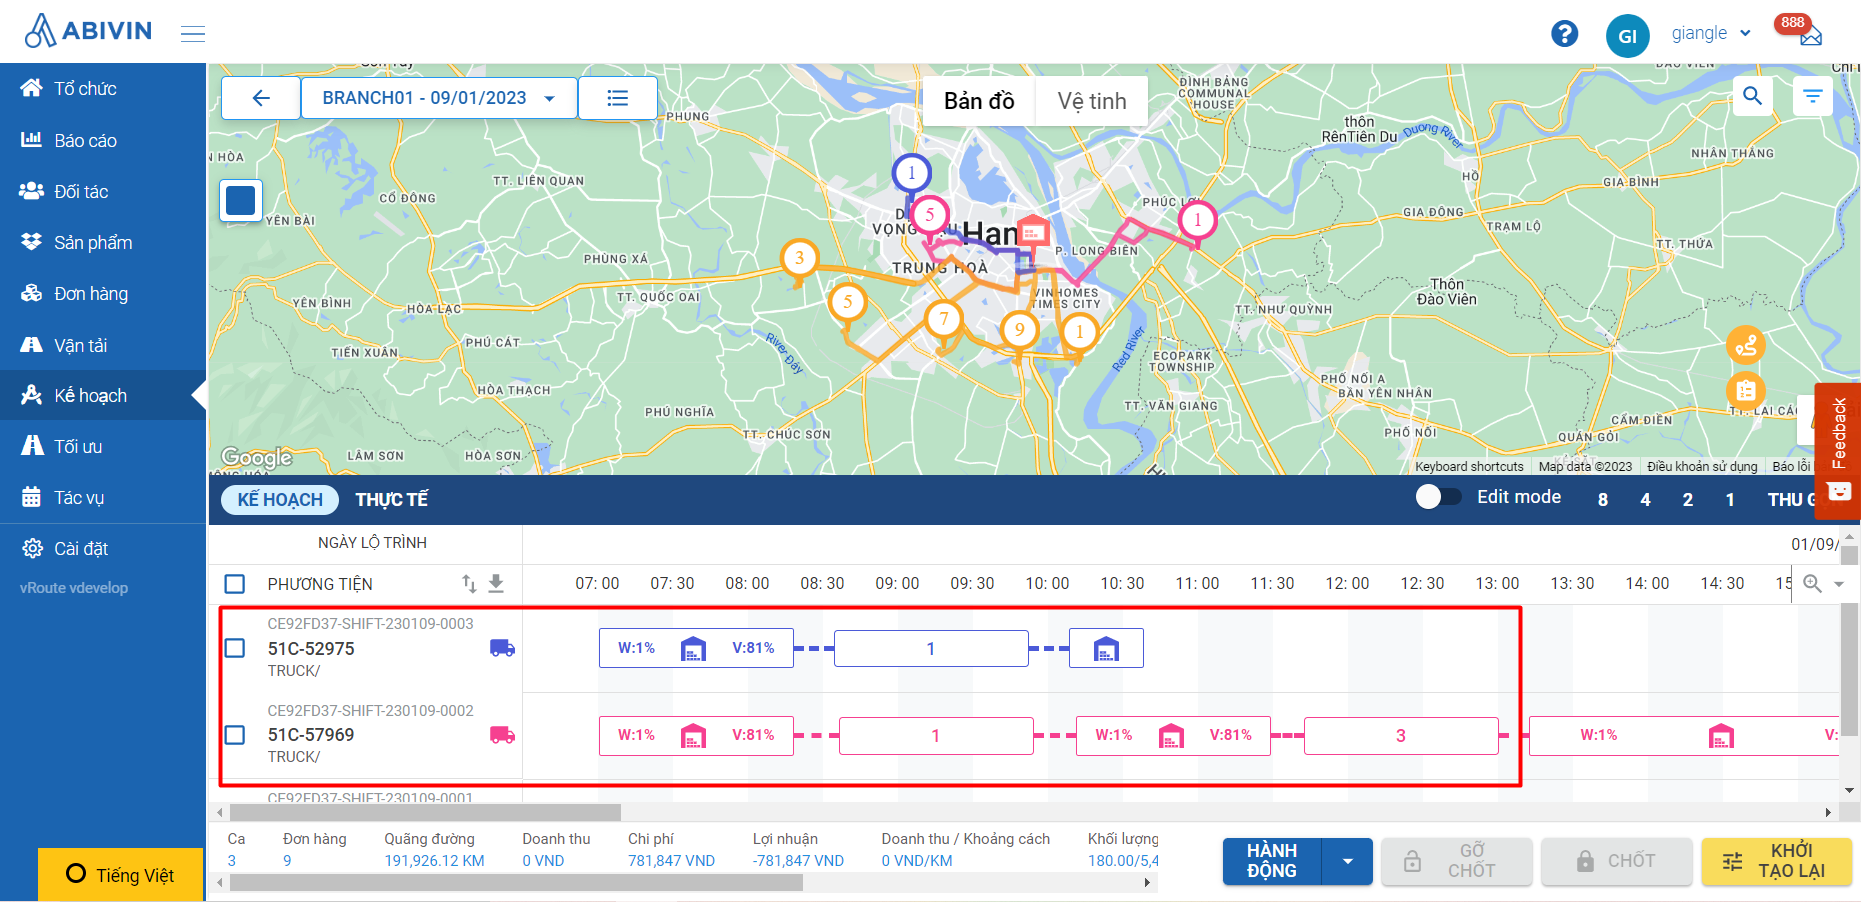 ABIVIN
GI
giangle
888
Tổ chức
Báo cáo
Đối tác
Sản phẩm
Đơn hàng
Vận tải
Kế hoạch
Tối ưu
Tác vụ
Cài đặt
vRoute vdevelop
Tiếng Việt
BRANCH01 - 09/01/2023
Bản đồ
Vệ tinh
PHỤNG
ĐÌNH BẢNG
COMMUNAL
HOUSE
thôn
RênTiên Du
Duong River
NHÂN THẮNG
HỒ
GIA BÌNH
TT. LIÊN QUAN
CỔ ĐÔNG
YÊN BÀI
PHÚC LỢI
GIA ĐÔNG
TRẠM LỘ
TT. THỨA
Han
P. LONG BIÊN
TRUNG HOÀ
PHÙNG XÁ
TT. QUỐC OAI
YÊN BÌNH
HÒA LẠC
VINHOMES
TIMES CITY
Thôn
Đào Viên
TT. NHƯ QUỲNH
TIẾN XUÂN
PHÚ CÁT
River Day
Red River
ECOPARK
TOWNSHIP
HÒA THẠCH
PHÚ NGHĨA
TT. VĂN GIANG
PHỐ NỐI A
BẦN YÊN NHÂN
CẨM ĐIỀN
QUÁN GỎI
PHỐ NỐI
TT. CHÚC SƠN
LÂM SƠN
HÒA SƠN
1
5
1
3
5
7
9
1
Google
Keyboard shortcuts
Map data ©2023
Điều khoản sử dụng
Báo lỗi
Feedback
KẾ HOẠCH
THỰC TẾ
Edit mode
8
4
2
1
NGÀY LỘ TRÌNH
01/09/
PHƯƠNG TIỆN
07: 00
07: 30
08: 00
08: 30
09: 00
09: 30
10: 00
10: 30
11: 00
11: 30
12: 00
12: 30
13: 00
13: 30
14: 00
14: 30
15
CE92FD37-SHIFT-230109-0003
51C-52975
TRUCK/
W:1%
V:81%
1
CE92FD37-SHIFT-230109-0002
51C-57969
TRUCK/
W:1%
V:81%
1
W:1%
V:81%
3
W:1%
V:
CE92FD37-SHIFT-230109-0001
Ca
Đơn hàng
Quãng đường
Doanh thu
Chi phí
Lợi nhuận
Doanh thu / Khoảng cách
Khối lượng
3
9
191,926.12 KM
0 VND
781,847 VND
-781,847 VND
0 VND/KM
180.00/5,4
HÀNH
ĐỘNG
GỠ
CHỐT
CHỐT
KHỞI
TẠO LẠI